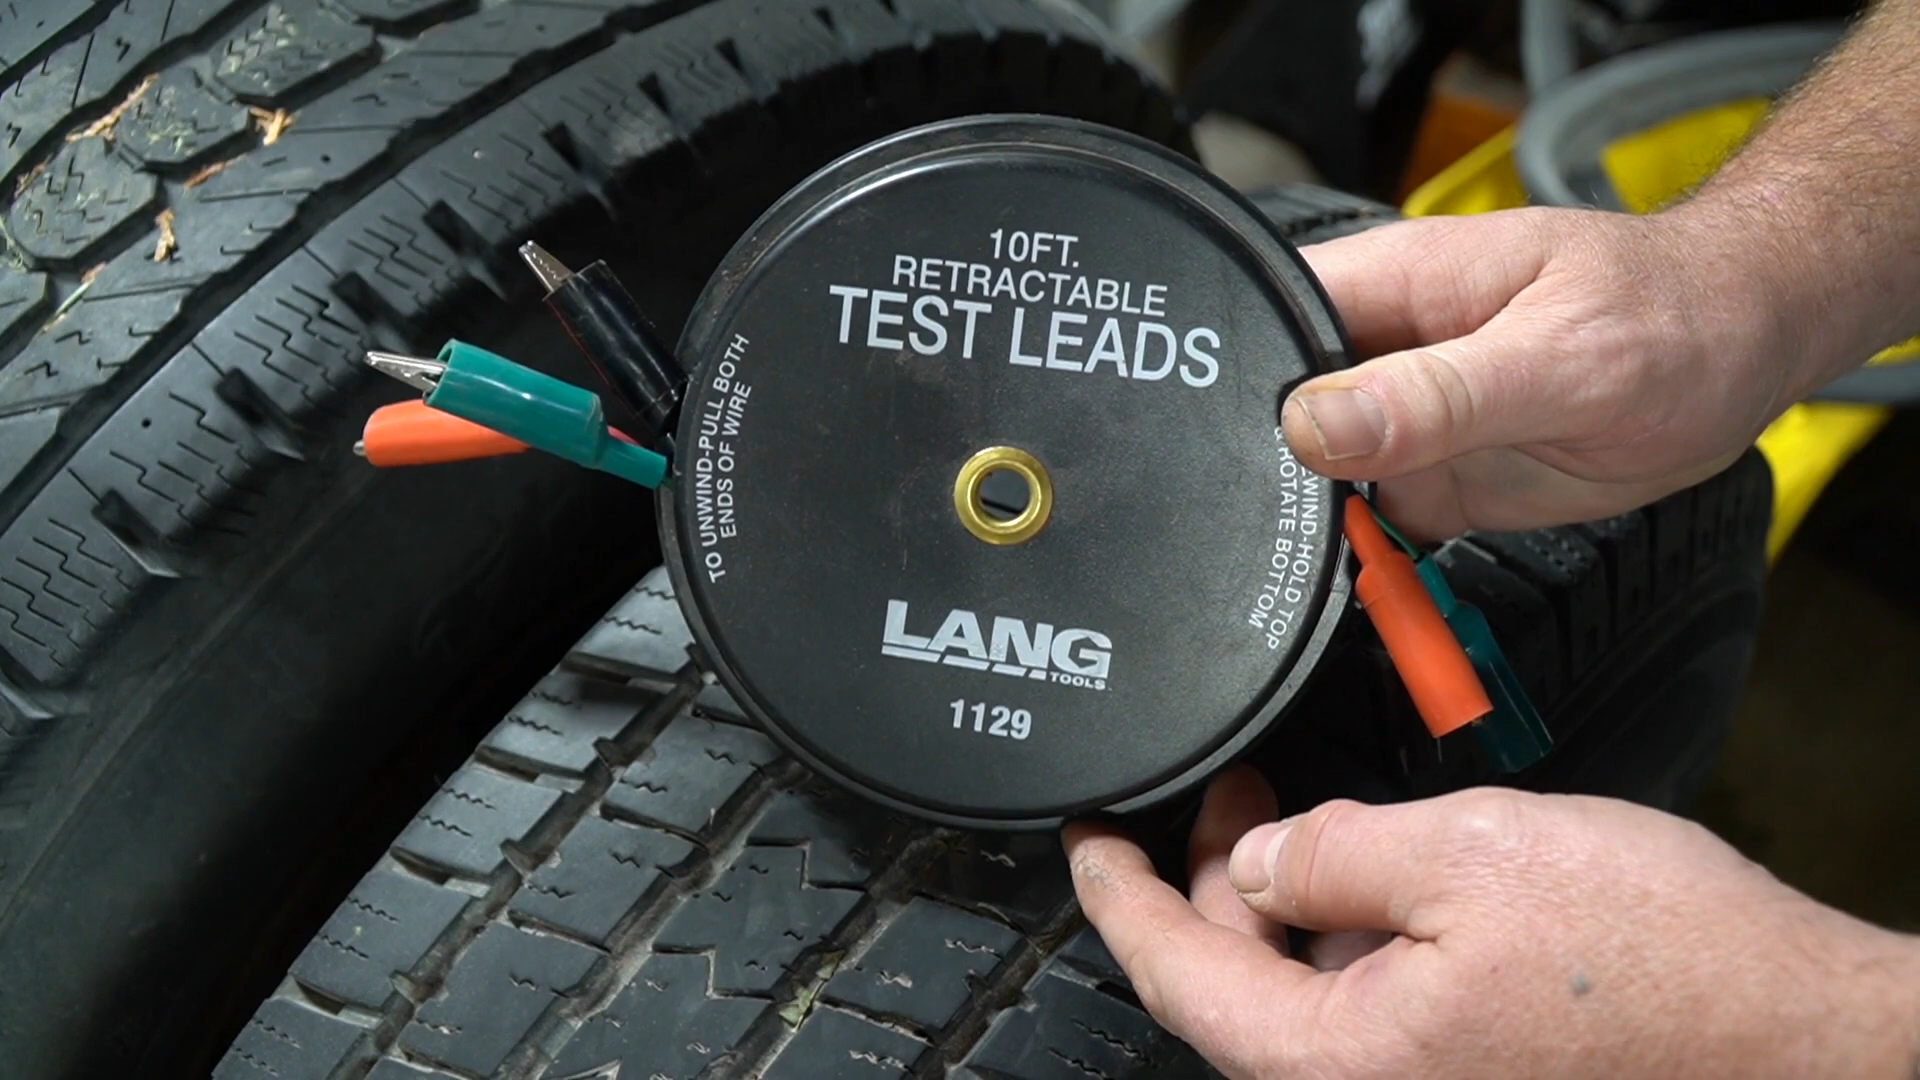 10FT.
RETRACTABLE
TEST LEADS
TO UNWIND-PULL BOTH
ENDS OF WIRE
WIND-HOLD TOP
ROTATE BOTTOM
LANG
TOOLS
1129